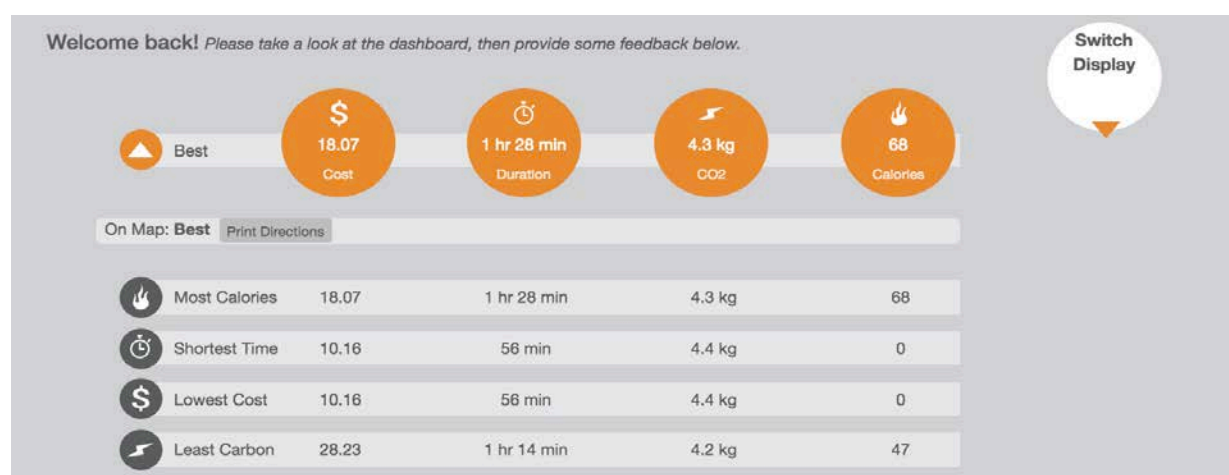 Welcome back! Please take a look at the dashboard, then provide some feedback below.
Switch
Display
$
Best 18.07 1 hr 28 min 4.3 kg 68
Cost Duration CO2 Calories
On Map: Best Print Directions
Most Calories 18.07 1 hr 28 min 4.3 kg 68
Shortest Time 10.16 56 min 4.4 kg 0
$ Lowest Cost 10.16 56 min 4.4 kg 0
Least Carbon 28.23 1 hr 14 min 4.2 kg 47